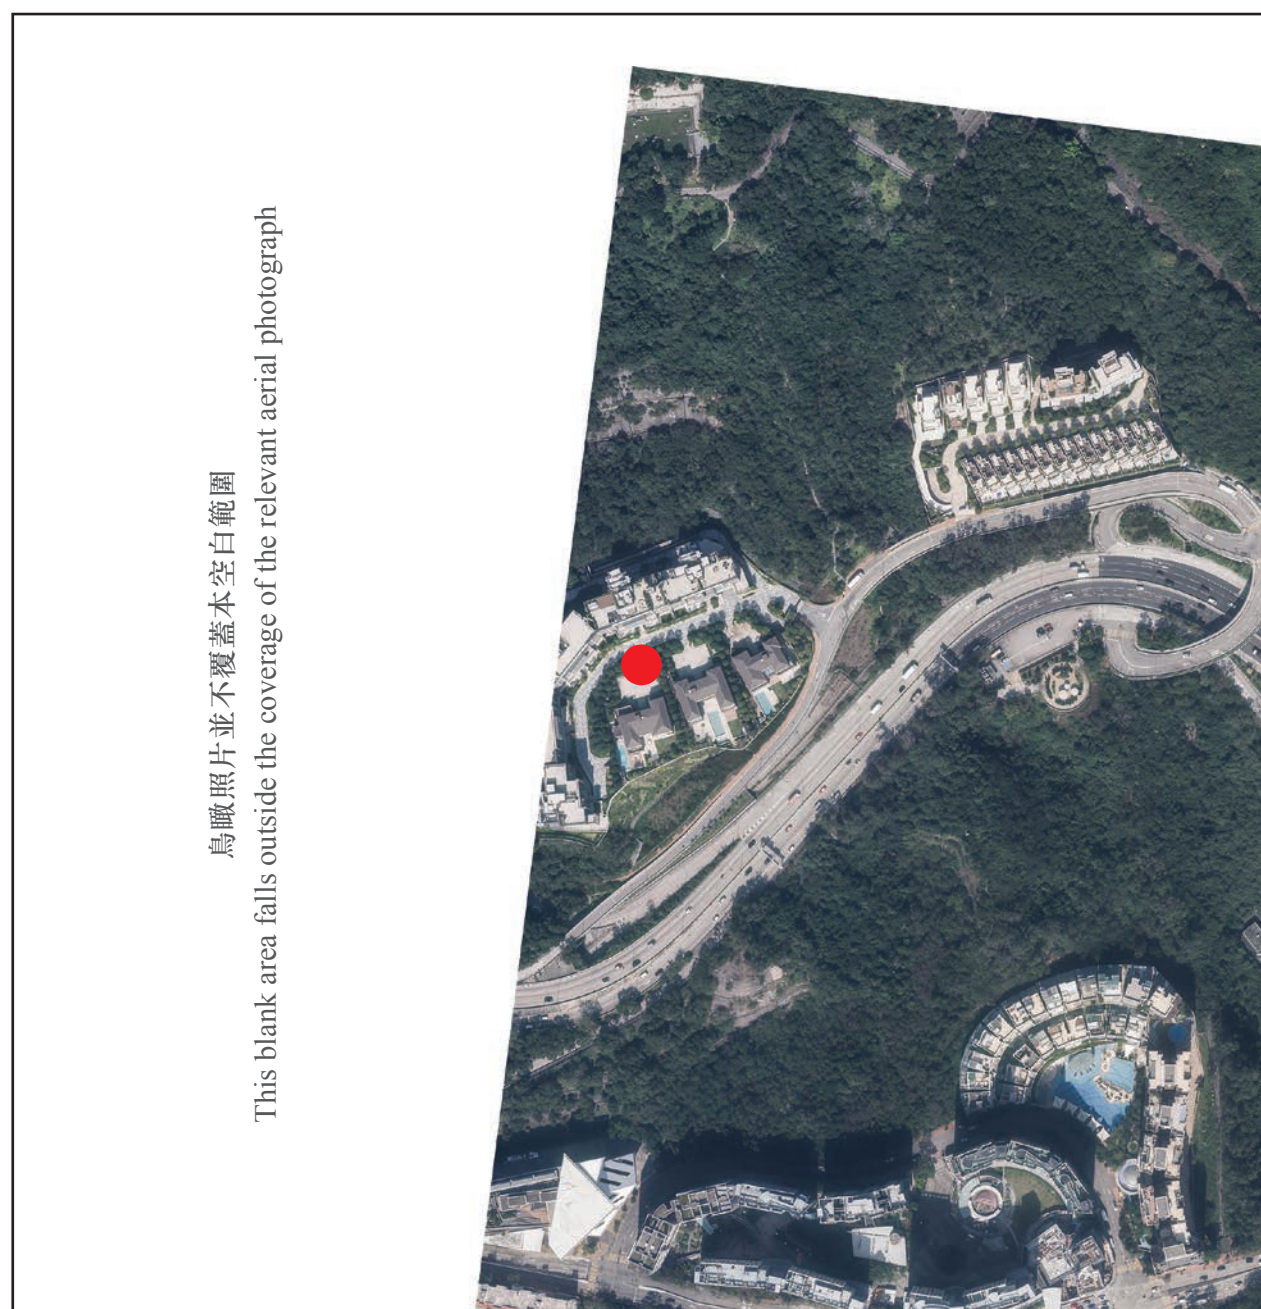 鳥瞰照片並不覆蓋本空白範圍
This blank area falls outside the coverage of the relevant aerial photograph